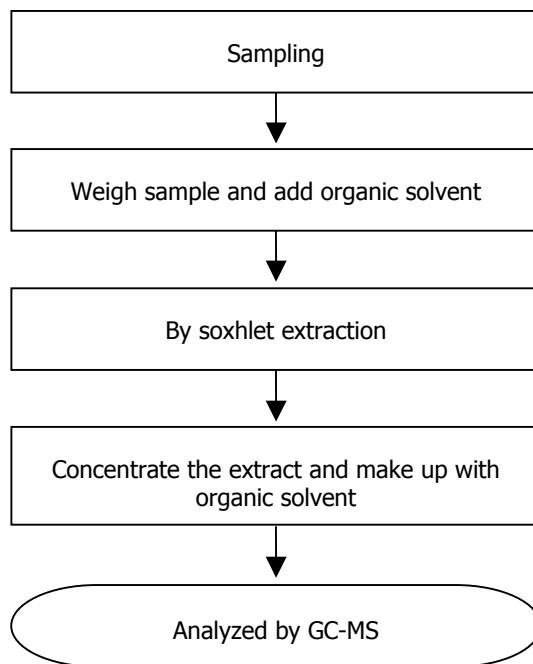 Sampling
Weigh sample and add organic solvent
By soxhlet extraction
Concentrate the extract and make up with
organic solvent
Analyzed by GC-MS